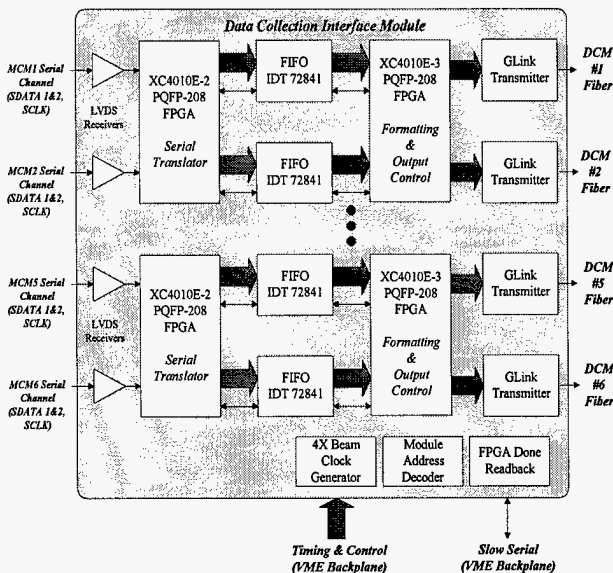 Data Collection Interface Module
MCM1 Serial
Channel
(SDATA 1&2,
SCLK)
LVDS
Receivers
XC4010E-2
PQFP-208
FPGA
Serial
Translator
FIFO
IDT 72841
XC4010E-3
PQFP-208
FPGA
Formatting
&
Output
Control
GLink
Transmitter
DCM
#1
Fiber
MCM2 Serial
Channel
(SDATA 1&2,
SCLK)
FIFO
IDT 72841
GLink
Transmitter
DCM
#2
Fiber
MCM5 Serial
Channel
(SDATA 1&2,
SCLK)
LVDS
Receivers
XC4010E-2
PQFP-208
FPGA
Serial
Translator
FIFO
IDT 72841
XC4010E-3
PQFP-208
FPGA
Formatting
&
Output
Control
GLink
Transmitter
DCM
#5
Fiber
MCM6 Serial
Channel
(SDATA 1&2,
SCLK)
FIFO
IDT 72841
GLink
Transmitter
DCM
#6
Fiber
4X Beam
Clock
Generator
Module
Address
Decoder
FPGA Done
Readback
Timing & Control
(VME Backplane)
Slow Serial
(VME Backplane)